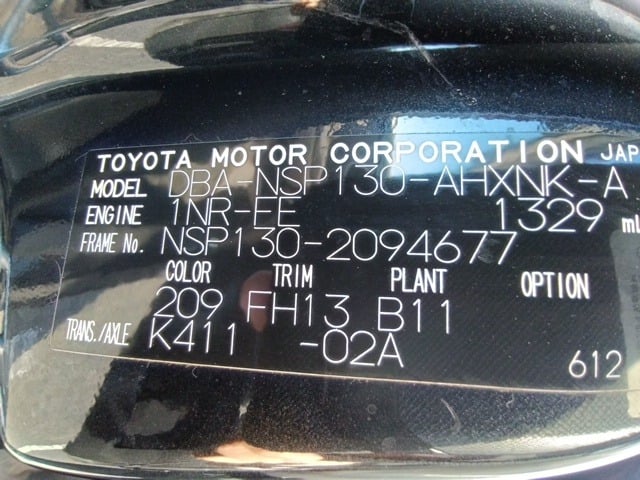 TOYOTA MOTOR CORPORATION JAP
MODEL DBA-NSP130-AHXNK-A
ENGINE 1NR-FE 1329 ml
FRAME No. NSP130-2094677
COLOR TRIM PLANT OPTION
209 FH13 B11
TRANS./AXLE K411 -02A
612